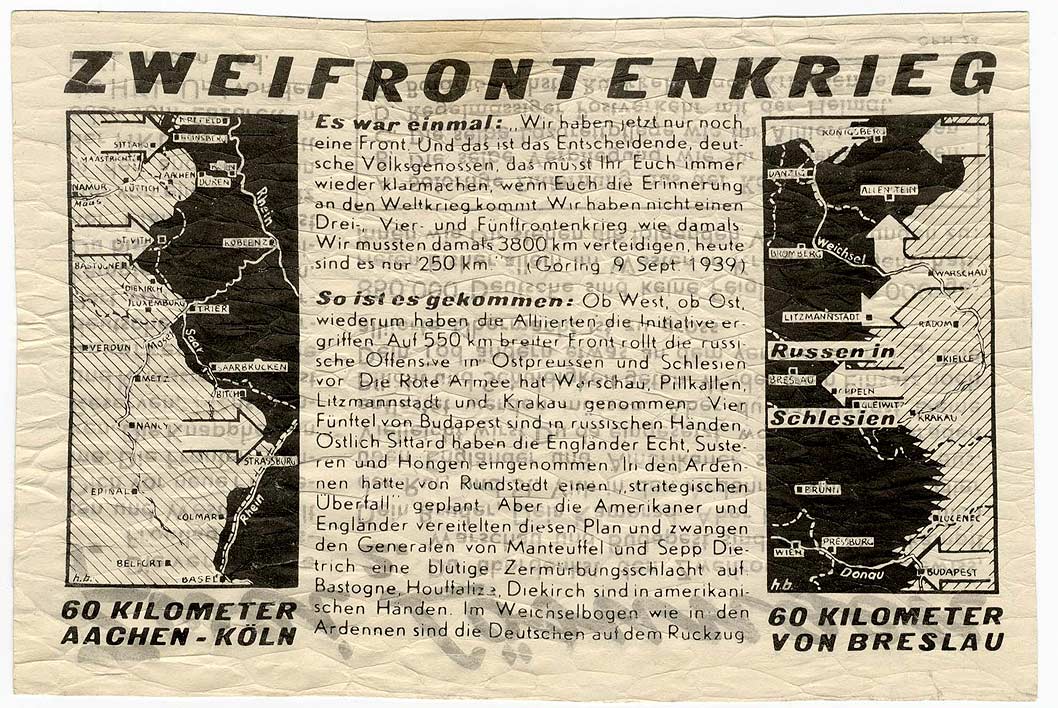 ZWEIFRONTENKRIEG
KREFELD
HEINSBERG
SITTARD
MAASTRICHT
AACHEN
KÖLN
DÜREN
NAMUR
LÜTTICH
Maas
Rhein
ST. VITH
KOBLENZ
BASTOGNE
DIEKIRCH
LUXEMBURG
TRIER
Mosel
Saar
VERDUN
SAARBRÜCKEN
METZ
BITCH
NANCY
STRASSBURG
EPINAL
Rhein
COLMAR
BELFORT
h.b.
BASEL
60 KILOMETER
AACHEN - KÖLN
Es war einmal: „Wir haben jetzt nur noch
eine Front. Und das ist das Entscheidende, deut-
sche Volksgenossen, das müsst Ihr Euch immer
wieder klarmachen, wenn Euch die Erinnerung
an den Weltkrieg kommt. Wir haben nicht einen
Drei-, Vier- und Fünffrontenkrieg wie damals.
Wir mussten damals 3800 km verteidigen, heute
sind es nur 250 km." (Göring 9. Sept. 1939)
So ist es gekommen: Ob West, ob Ost,
wiederum haben die Alliierten die Initiative er-
griffen. Auf 550 km breiter Front rollt die russi-
sche Offensive in Ostpreussen und Schlesien
vor. Die Rote Armee hat Warschau, Pillkallen,
Litzmannstadt und Krakau genommen. Vier
Fünftel von Budapest sind in russischen Händen.
Östlich Sittard haben die Engländer Echt, Suste-
ren und Hongen eingenommen. In den Arden-
nen hatte von Rundstedt einen „strategischen
Überfall" geplant. Aber die Amerikaner und
Engländer vereitelten diesen Plan und zwangen
den Generalen von Manteuffel und Sepp Die-
trich eine blutige Zermürbungsschlacht auf.
Bastogne, Houffalize, Diekirch sind in amerikani-
schen Händen. Im Weichselbogen wie in den
Ardennen sind die Deutschen auf dem Rückzug
KÖNIGSBERG
DANZIG
ALLENSTEIN
BROMBERG
Weichsel
WARSCHAU
LITZMANNSTADT
RADOM
Russen in
KIELCE
BRESLAU
OPPELN
GLEIWITZ
Schlesien
KRAKAU
BRÜNN
LUCENEC
PRESSBURG
WIEN
Donau
BUDAPEST
h.b.
60 KILOMETER
VON BRESLAU